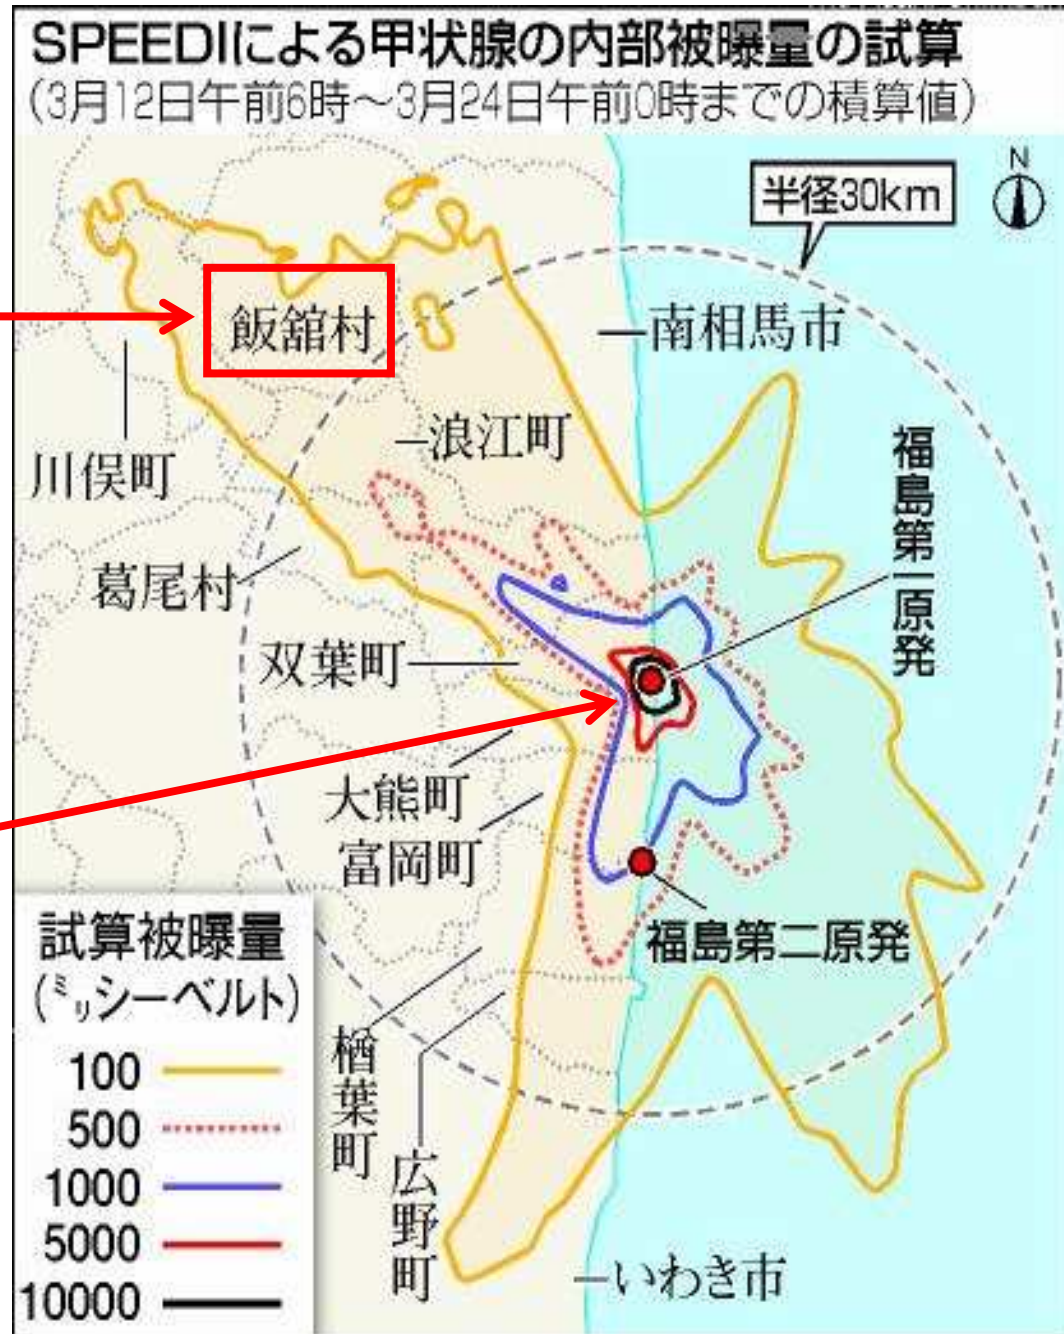 SPEEDIによる甲状腺の内部被曝量の試算
(3月12日午前6時～3月24日午前0時までの積算値)
N
半径30km
飯舘村
南相馬市
浪江町
川俣町
福島第一原発
葛尾村
双葉町
大熊町
富岡町
福島第二原発
楢葉町
広野町
いわき市
試算被曝量
(ミリシーベルト)
100
500
1000
5000
10000